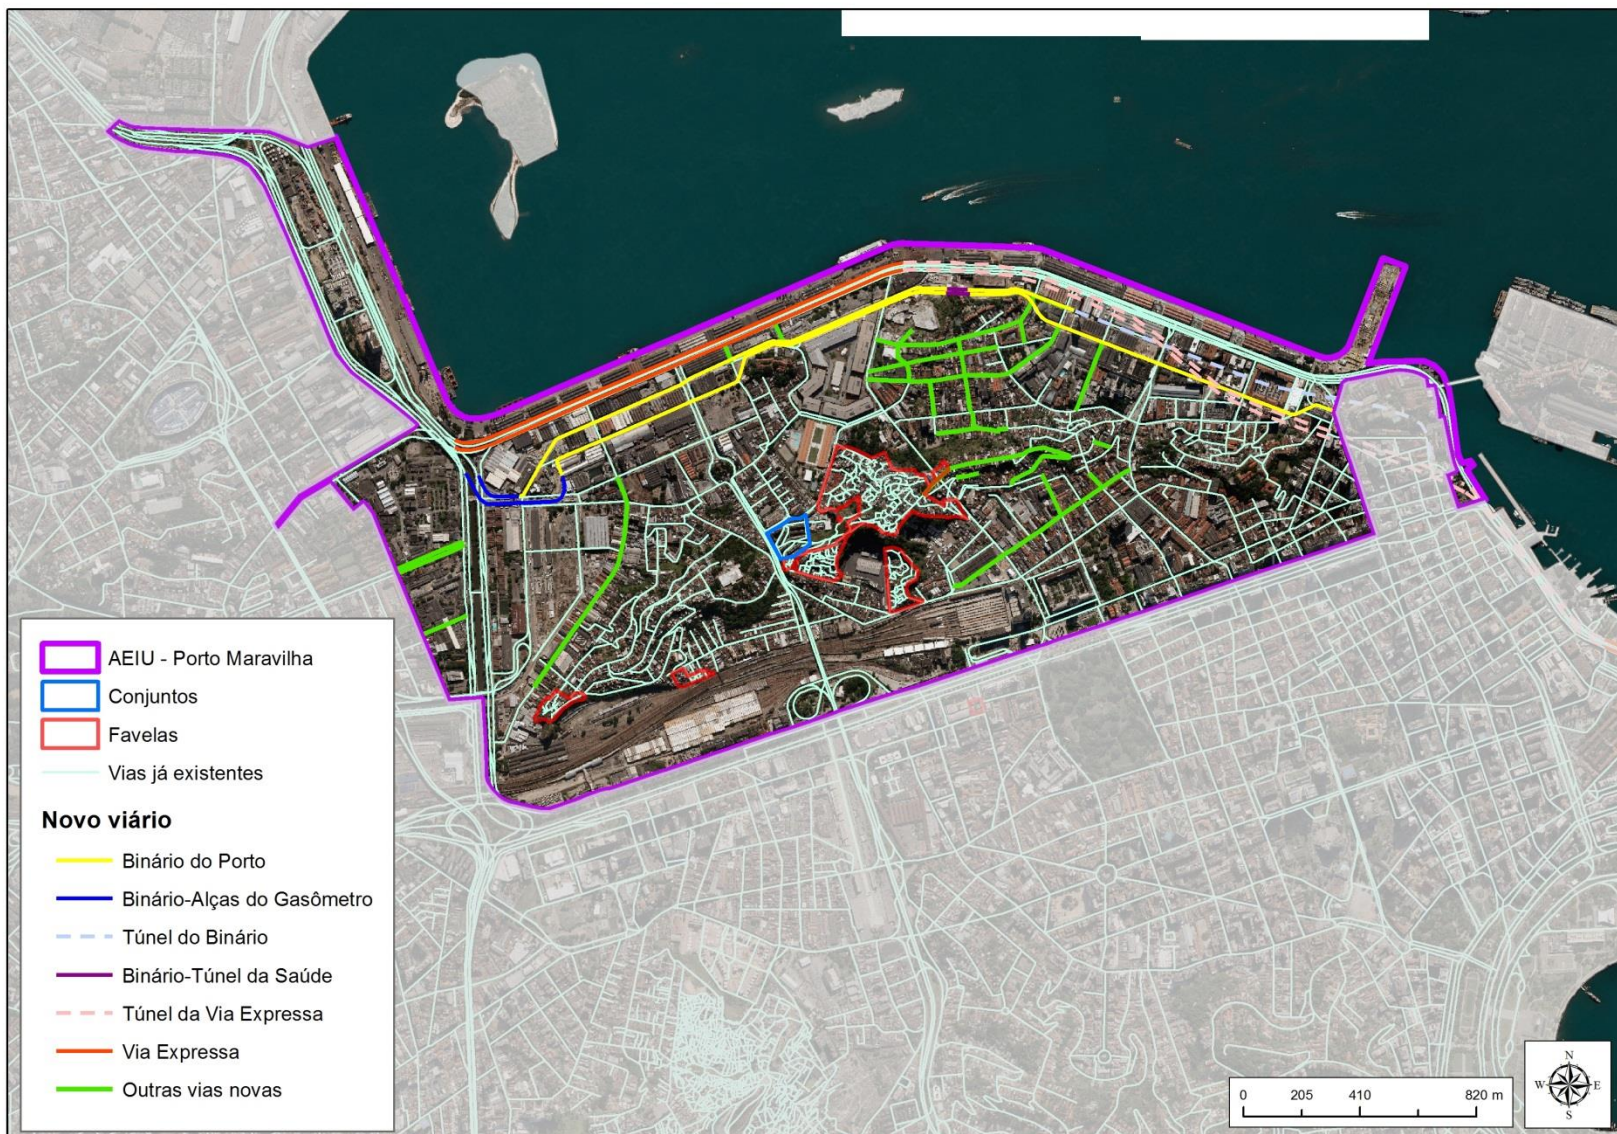 AEIU - Porto Maravilha
Conjuntos
Favelas
Vias já existentes
Novo viário
Binário do Porto
Binário-Alças do Gasômetro
Túnel do Binário
Binário-Túnel da Saúde
Túnel da Via Expressa
Via Expressa
Outras vias novas
0 205 410 820 m
N
W E
S